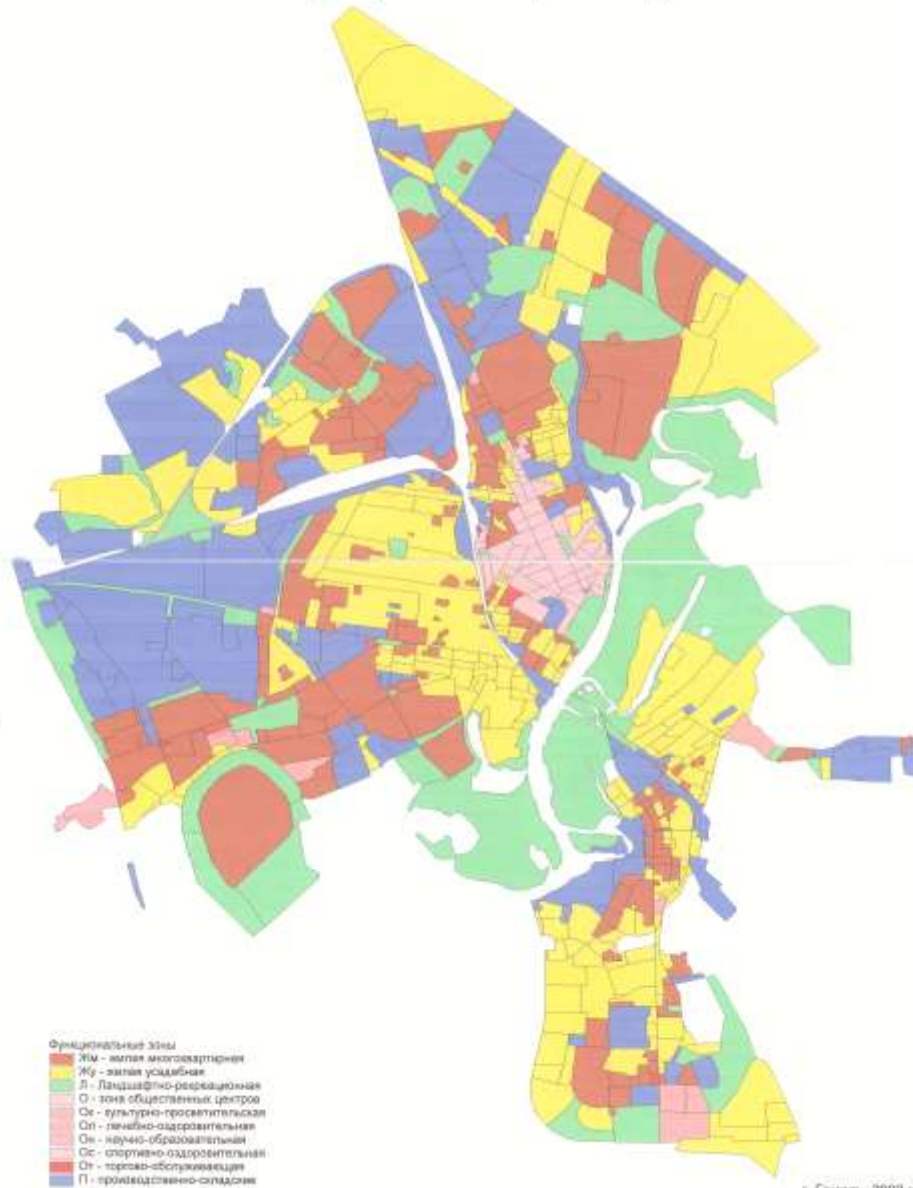 Функциональные зоны
Жм - жилая многоквартирная
Жу - жилая усадебная
Л - Ландшафтно-рекреационная
О - зона общественных центров
Ок - культурно-просветительская
Ол - лечебно-оздоровительная
Он - научно-образовательная
Ос - спортивно-оздоровительная
От - торгово-обслуживающая
П - производственно-складские